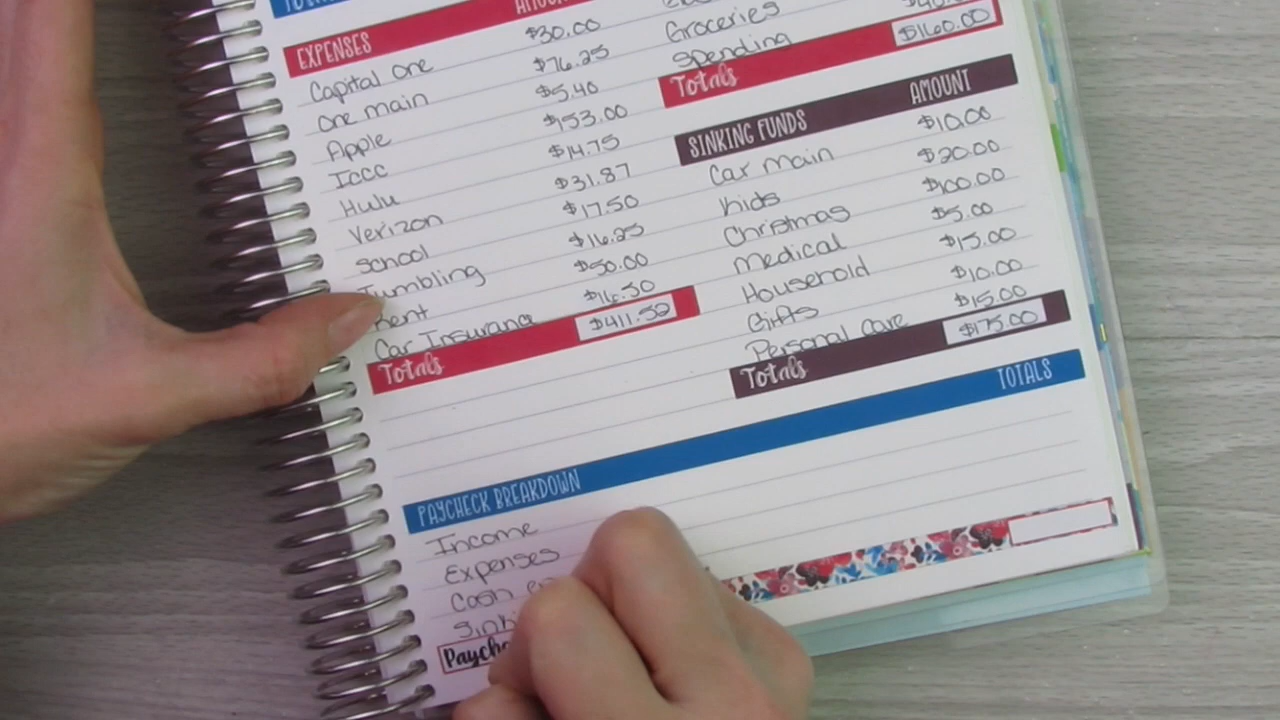 EXPENSES
Capital One $30.00
One main $76.25
Apple $5.40
ICCC $153.00
Hulu $14.75
Verizon $31.87
School $17.50
Tumbling $16.25
Rent $50.00
Car Insurance $16.50
Totals $411.52
Groceries
Spending
Totals $160.00
SINKING FUNDS AMOUNT
Car Main $10.00
Kids $20.00
Christmas $100.00
Medical $5.00
Household $15.00
Gifts $10.00
Personal Care $15.00
Totals $175.00
PAYCHECK BREAKDOWN TOTALS
Income
Expenses
Cash